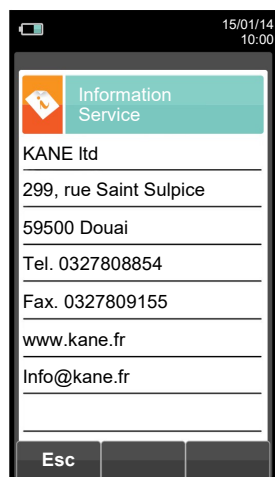 15/01/14
10:00
Information
Service
KANE ltd
299, rue Saint Sulpice
59500 Douai
Tel. 0327808854
Fax. 0327809155
www.kane.fr
Info@kane.fr
Esc